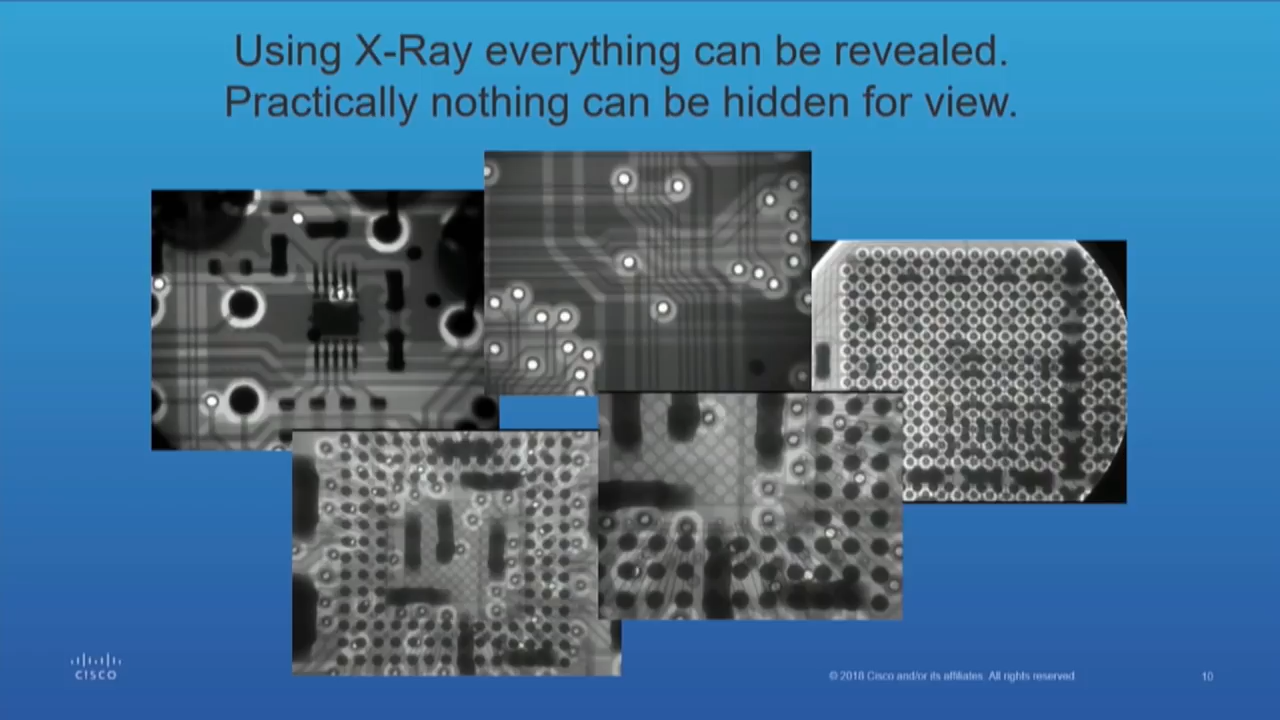 Using X-Ray everything can be revealed.
Practically nothing can be hidden for view.
CISCO
© 2018 Cisco and/or its affiliates. All rights reserved
10